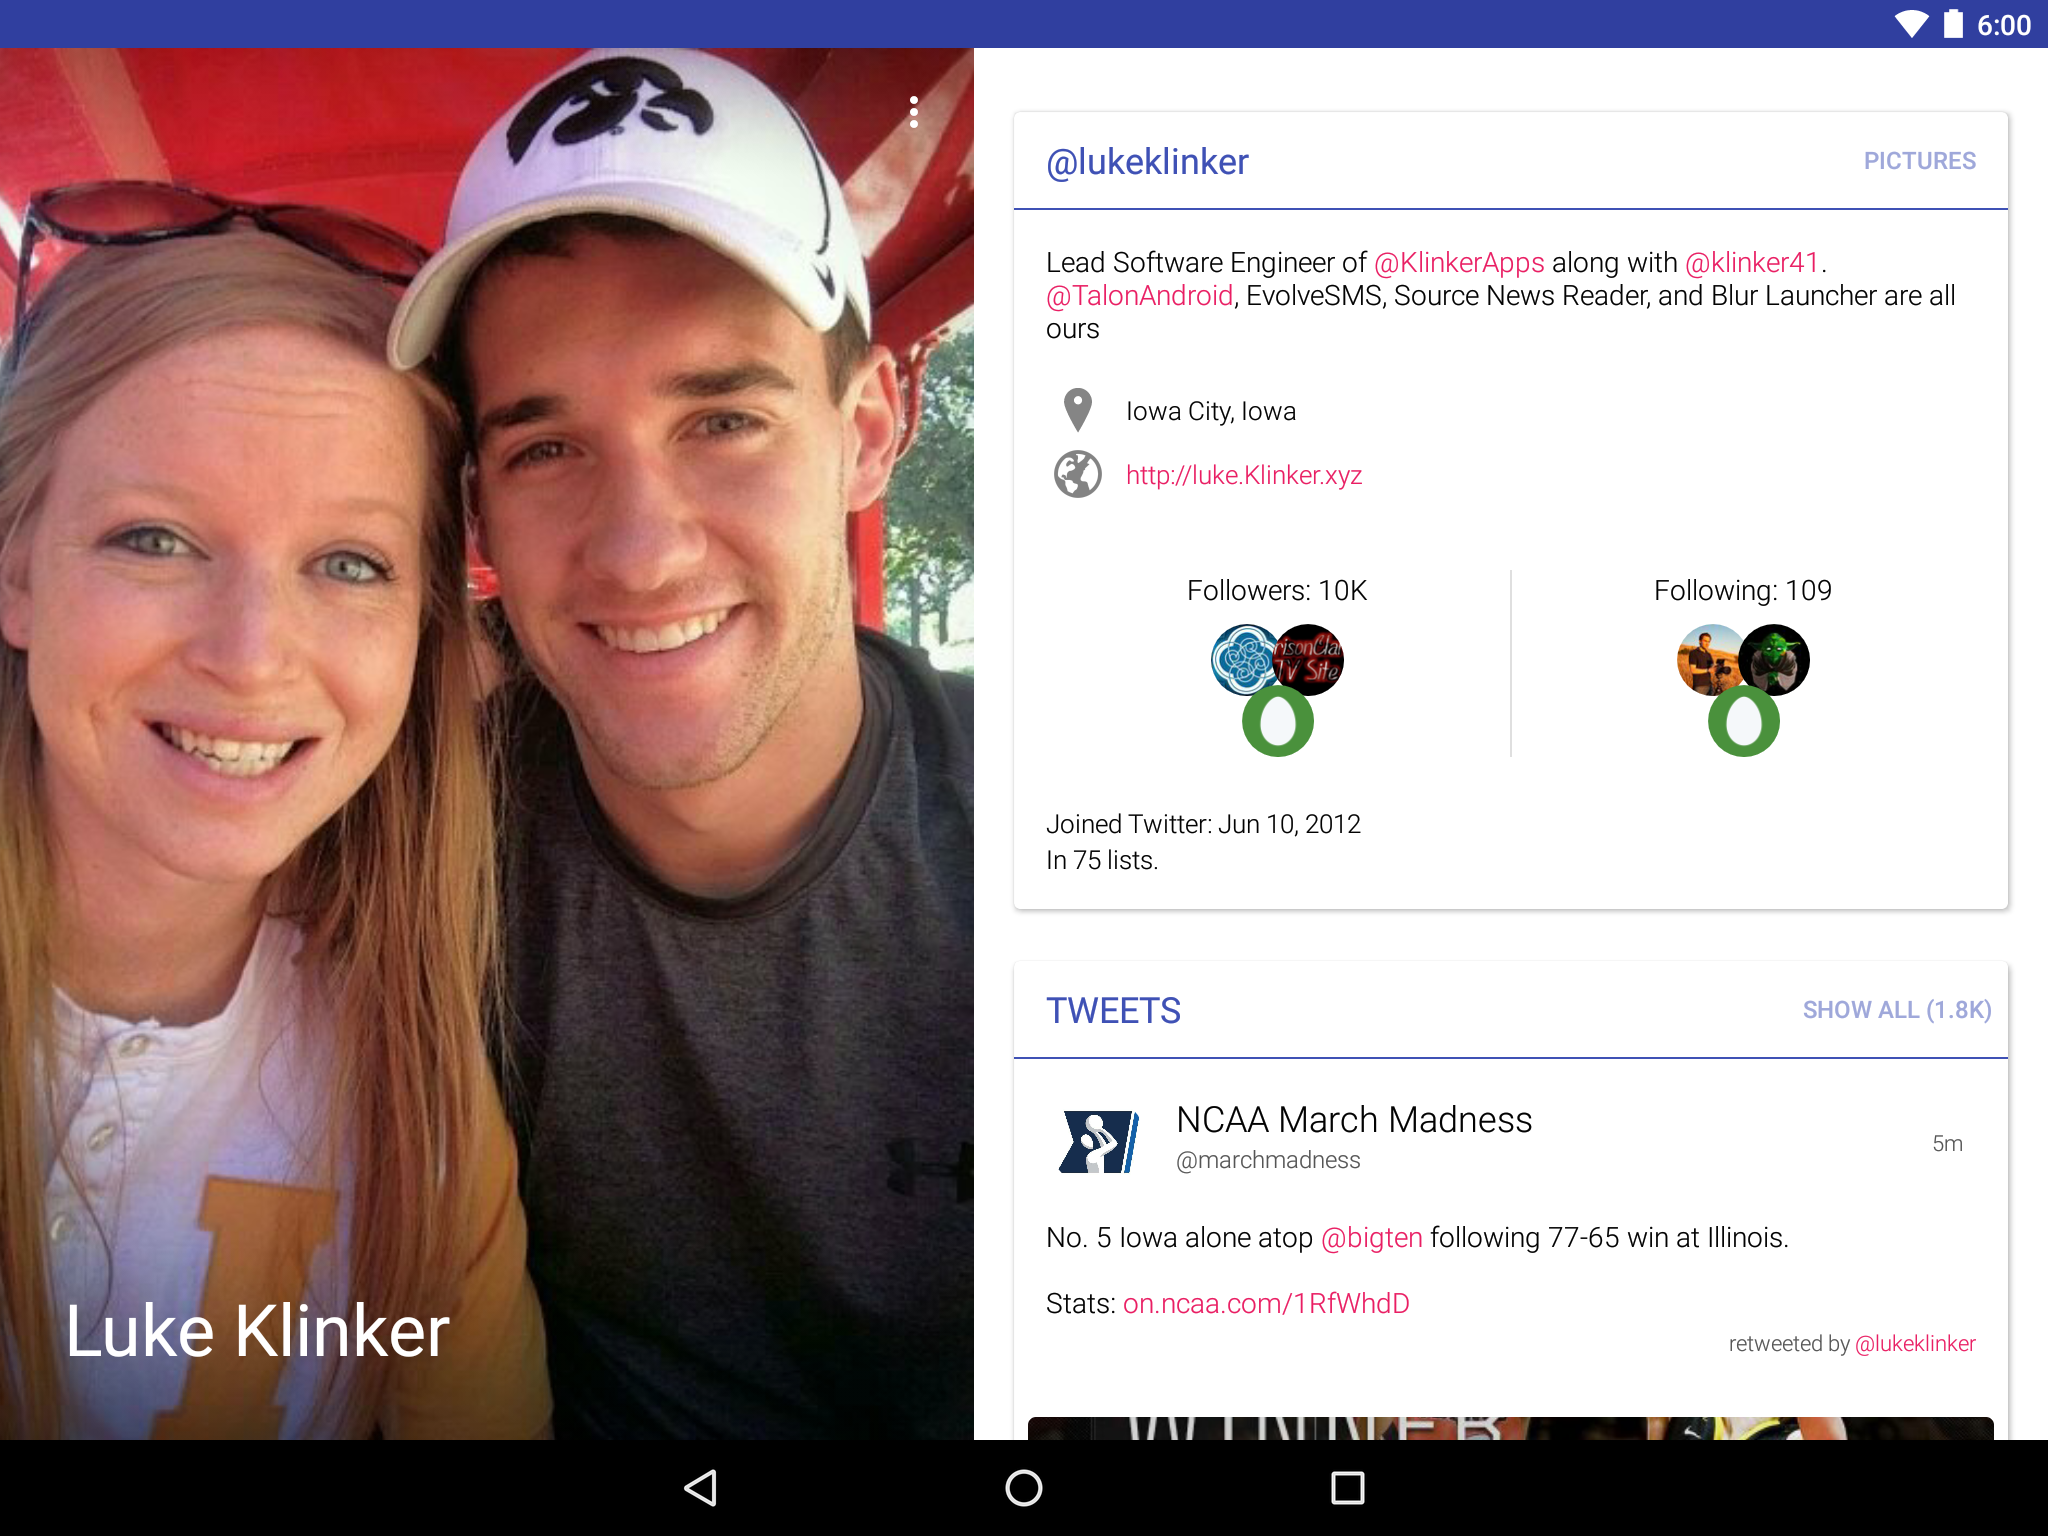 6:00
@lukeklinker
PICTURES
Lead Software Engineer of @KlinkerApps along with @klinker41.
@TalonAndroid, EvolveSMS, Source News Reader, and Blur Launcher are all
ours
Iowa City, Iowa
http://luke.Klinker.xyz
Followers: 10K
Following: 109
TV Site
Joined Twitter: Jun 10, 2012
In 75 lists.
Luke Klinker
TWEETS
SHOW ALL (1.8K)
NCAA March Madness
@marchmadness
5m
No. 5 Iowa alone atop @bigten following 77-65 win at Illinois.
Stats: on.ncaa.com/1RfWhdD
retweeted by @lukeklinker
WINNER